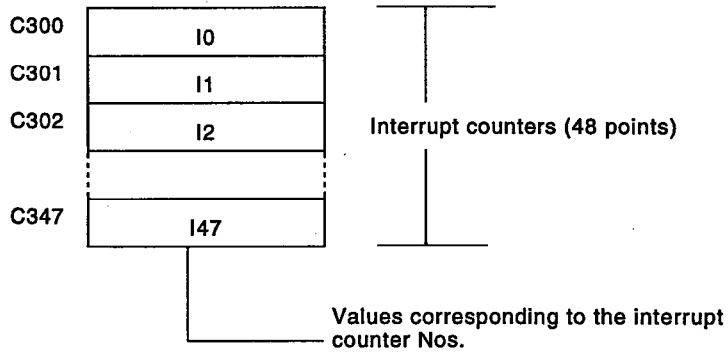 C300 I0
C301 I1
C302 I2
Interrupt counters (48 points)
C347 I47
Values corresponding to the interrupt
counter Nos.